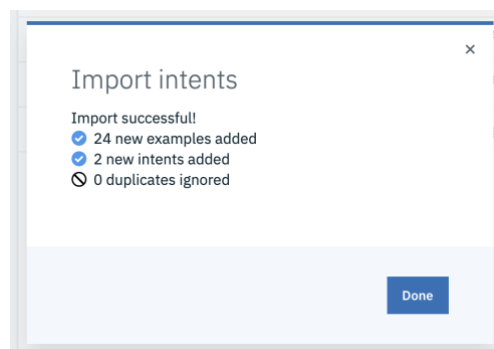 Import intents
Import successful!
24 new examples added
2 new intents added
0 duplicates ignored
Done